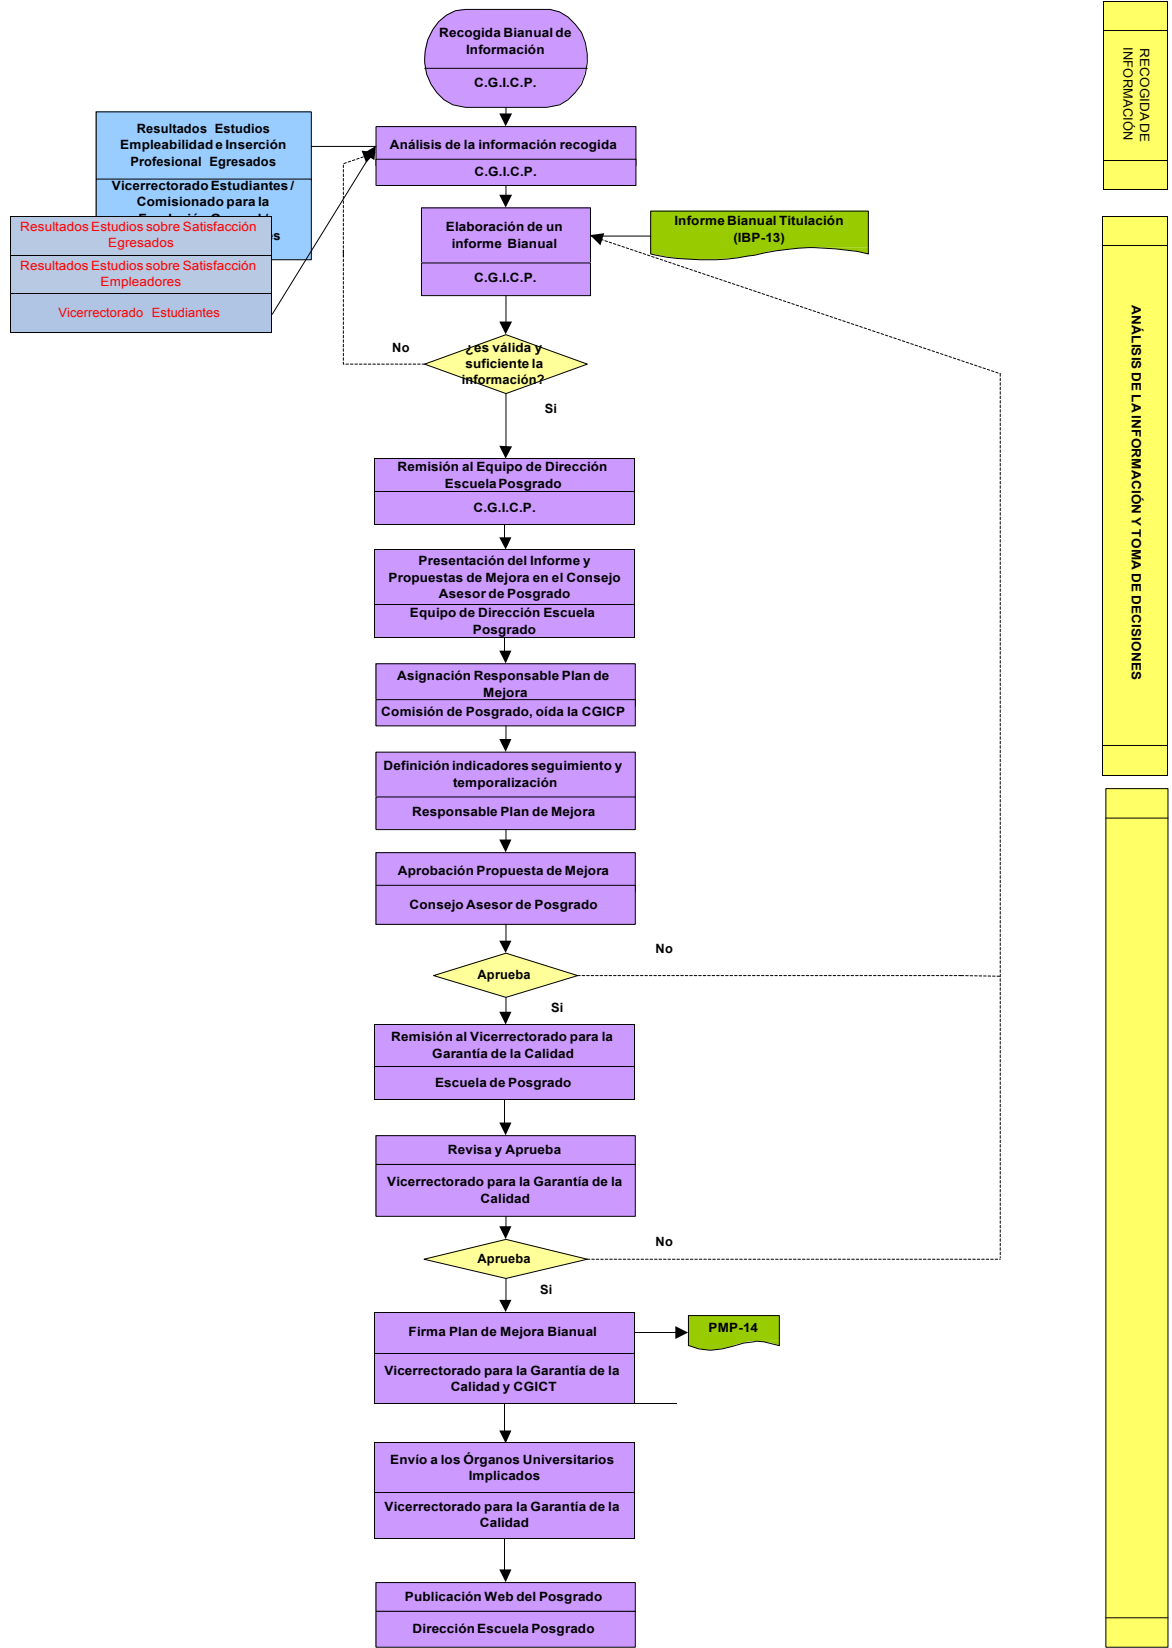 Recogida Bianual de
Información
C.G.I.C.P.
RECOGIDA DE
INFORMACIÓN
Resultados Estudios
Empleabilidad e Inserción
Profesional Egresados
Vicerrectorado Estudiantes /
Comisionado para la
Análisis de la información recogida
C.G.I.C.P.
Resultados Estudios sobre Satisfacción
Egresados
Resultados Estudios sobre Satisfacción
Empleadores
Vicerrectorado Estudiantes
Elaboración de un
informe Bianual
C.G.I.C.P.
Informe Bianual Titulación
(IBP-13)
ANÁLISIS DE LA INFORMACIÓN Y TOMA DE DECISIONES
No
¿es válida y
suficiente la
información?
Si
Remisión al Equipo de Dirección
Escuela Posgrado
C.G.I.C.P.
Presentación del Informe y
Propuestas de Mejora en el Consejo
Asesor de Posgrado
Equipo de Dirección Escuela
Posgrado
Asignación Responsable Plan de
Mejora
Comisión de Posgrado, oída la CGICP
Definición indicadores seguimiento y
temporalización
Responsable Plan de Mejora
Aprobación Propuesta de Mejora
Consejo Asesor de Posgrado
No
Aprueba
Si
Remisión al Vicerrectorado para la
Garantía de la Calidad
Escuela de Posgrado
Revisa y Aprueba
Vicerrectorado para la Garantía de la
Calidad
No
Aprueba
Si
Firma Plan de Mejora Bianual
Vicerrectorado para la Garantía de la
Calidad y CGICT
PMP-14
Envío a los Órganos Universitarios
Implicados
Vicerrectorado para la Garantía de la
Calidad
Publicación Web del Posgrado
Dirección Escuela Posgrado